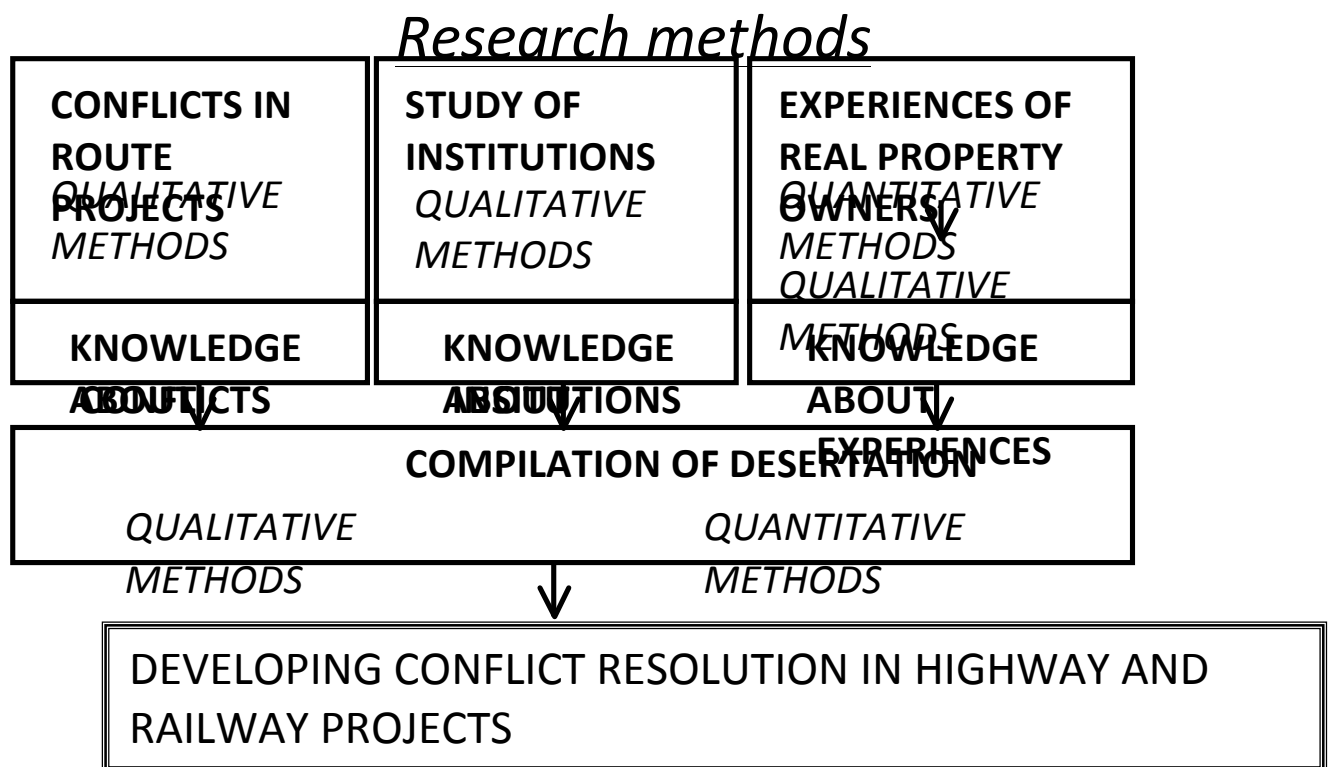 Research methods
CONFLICTS IN
ROUTE
PROJECTS
QUALITATIVE
METHODS
STUDY OF
INSTITUTIONS
QUALITATIVE
METHODS
EXPERIENCES OF
REAL PROPERTY
OWNERS
QUANTITATIVE
METHODS
QUALITATIVE
METHODS
KNOWLEDGE
ABOUT
CONFLICTS
KNOWLEDGE
ABOUT
KNOWLEDGE
ABOUT
EXPERIENCES
COMPILATION OF DESERTATION
QUALITATIVE
METHODS
QUANTITATIVE
METHODS
DEVELOPING CONFLICT RESOLUTION IN HIGHWAY AND
RAILWAY PROJECTS